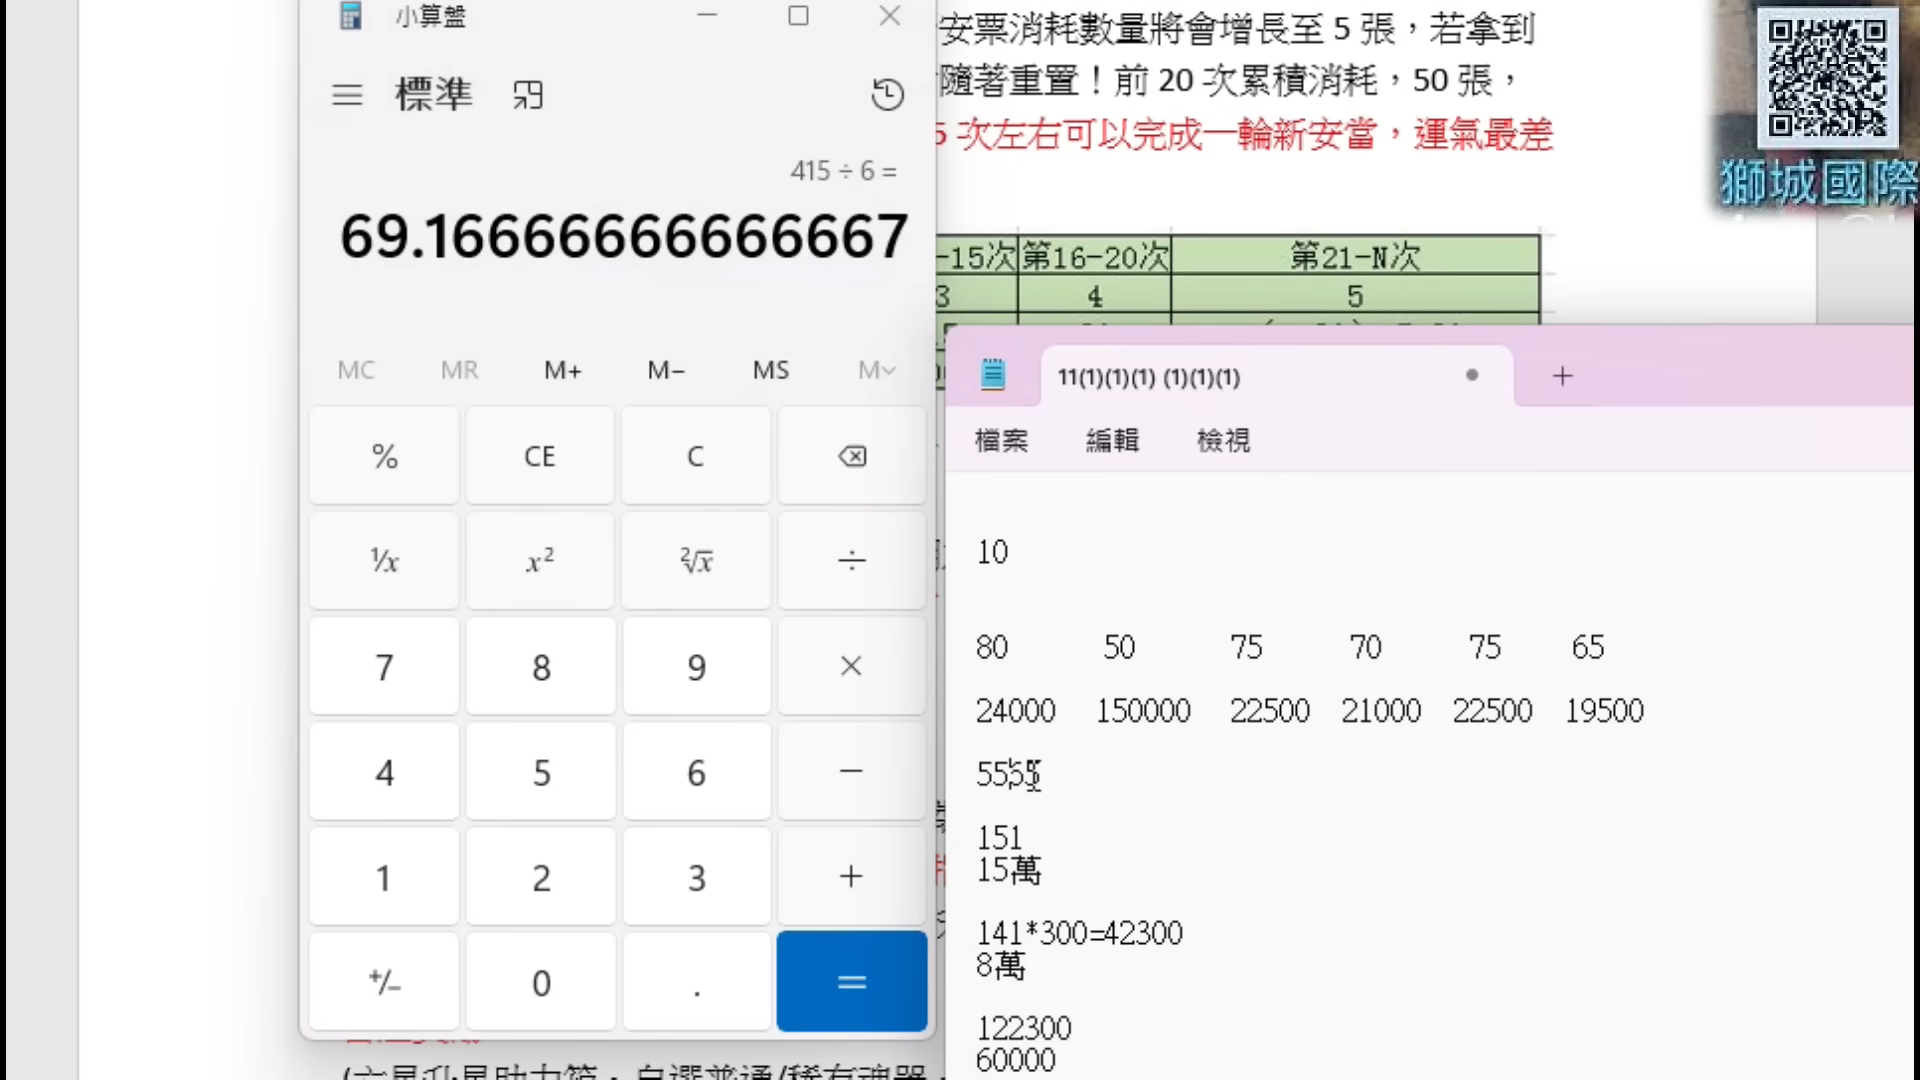 小算盤
標準
415 ÷ 6 =
69.16666666666667
MC MR M+ M− MS M
% CE C
¹/x x² ²√x ÷
7 8 9 ×
4 5 6 −
1 2 3 +
+/− 0 . =
安票消耗數量將會增長至 5 張，若拿到
隨著重置！前 20 次累積消耗，50 張，
5 次左右可以完成一輪新安當，運氣最差
-15次 第16-20次 第21-N次
3 4 5
獅城國際
11(1)(1)(1) (1)(1)(1)
檔案 編輯 檢視
10
80 50 75 70 75 65
24000 150000 22500 21000 22500 19500
151
15萬
141*300=42300
8萬
122300
60000